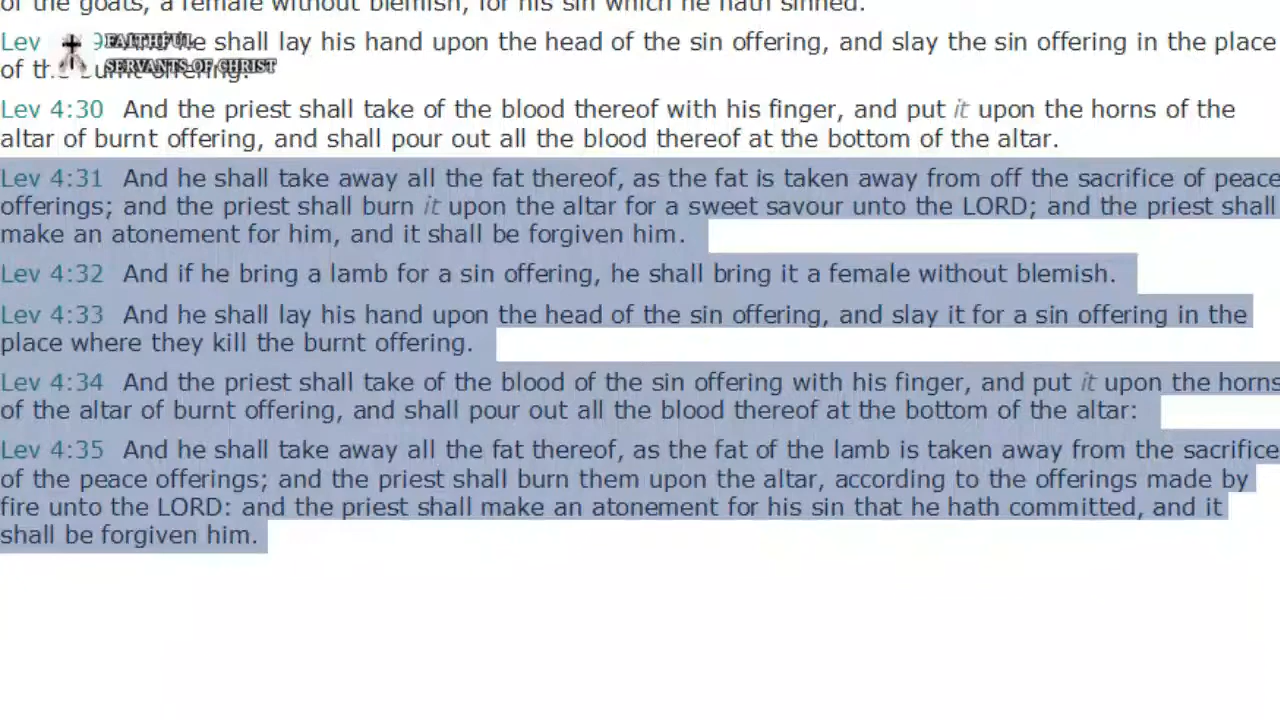 of the goats, a female without blemish, for his sin which he hath sinned.
Lev 9 he shall lay his hand upon the head of the sin offering, and slay the sin offering in the place
of the burnt offering.
FAITHFUL
SERVANTS OF CHRIST
Lev 4:30 And the priest shall take of the blood thereof with his finger, and put it upon the horns of the
altar of burnt offering, and shall pour out all the blood thereof at the bottom of the altar.
Lev 4:31 And he shall take away all the fat thereof, as the fat is taken away from off the sacrifice of peace
offerings; and the priest shall burn it upon the altar for a sweet savour unto the LORD; and the priest shall
make an atonement for him, and it shall be forgiven him.
Lev 4:32 And if he bring a lamb for a sin offering, he shall bring it a female without blemish.
Lev 4:33 And he shall lay his hand upon the head of the sin offering, and slay it for a sin offering in the
place where they kill the burnt offering.
Lev 4:34 And the priest shall take of the blood of the sin offering with his finger, and put it upon the horns
of the altar of burnt offering, and shall pour out all the blood thereof at the bottom of the altar:
Lev 4:35 And he shall take away all the fat thereof, as the fat of the lamb is taken away from the sacrifice
of the peace offerings; and the priest shall burn them upon the altar, according to the offerings made by
fire unto the LORD: and the priest shall make an atonement for his sin that he hath committed, and it
shall be forgiven him.